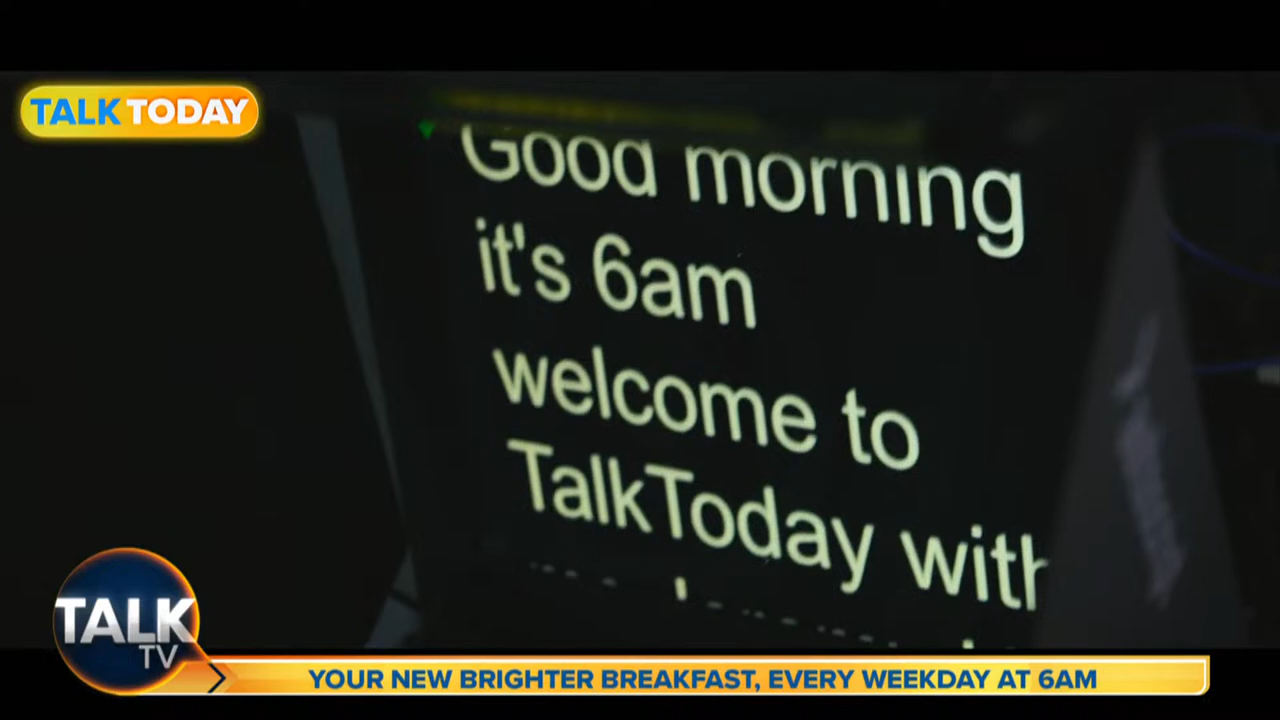 TALK TODAY
Good morning
it's 6am
welcome to
TalkToday with
TALK
TV
YOUR NEW BRIGHTER BREAKFAST, EVERY WEEKDAY AT 6AM